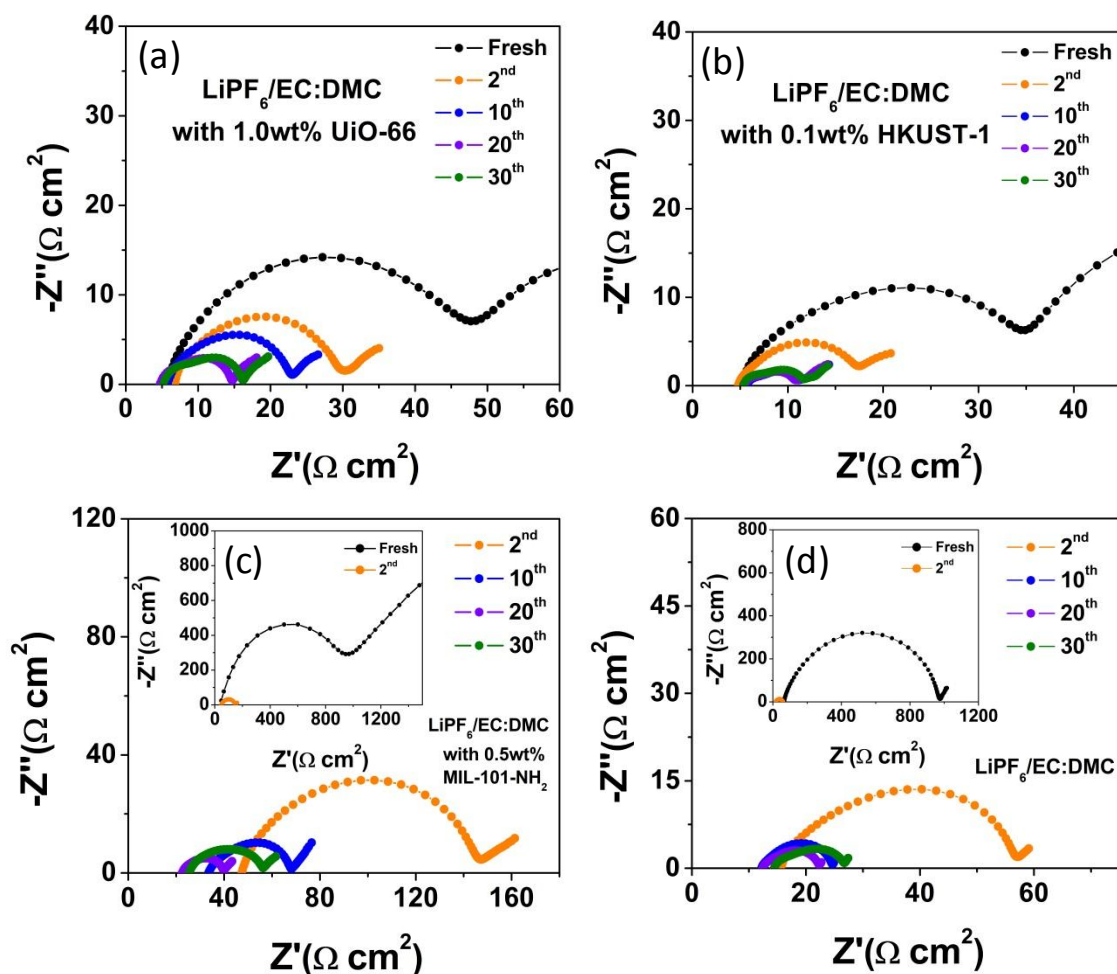 (a)
LiPF₆/EC:DMC
with 1.0wt% UiO-66
Fresh
2ⁿᵈ
10ᵗʰ
20ᵗʰ
30ᵗʰ
40
30
20
10
0
-Z''(Ω cm²)
0 10 20 30 40 50 60
Z'(Ω cm²)
(b)
LiPF₆/EC:DMC
with 0.1wt% HKUST-1
Fresh
2ⁿᵈ
10ᵗʰ
20ᵗʰ
30ᵗʰ
40
30
20
10
0
-Z''(Ω cm²)
0 10 20 30 40
Z'(Ω cm²)
(c)
Fresh
2ⁿᵈ
1000
800
600
400
200
0
-Z''(Ω cm²)
0 400 800 1200
Z'(Ω cm²)
2ⁿᵈ
10ᵗʰ
20ᵗʰ
30ᵗʰ
LiPF₆/EC:DMC
with 0.5wt%
MIL-101-NH₂
120
80
40
0
-Z''(Ω cm²)
0 40 80 120 160
Z'(Ω cm²)
(d)
Fresh
2ⁿᵈ
800
600
400
200
0
-Z''(Ω cm²)
0 400 800 1200
Z'(Ω cm²)
2ⁿᵈ
10ᵗʰ
20ᵗʰ
30ᵗʰ
LiPF₆/EC:DMC
60
45
30
15
0
-Z''(Ω cm²)
0 20 40 60
Z'(Ω cm²)